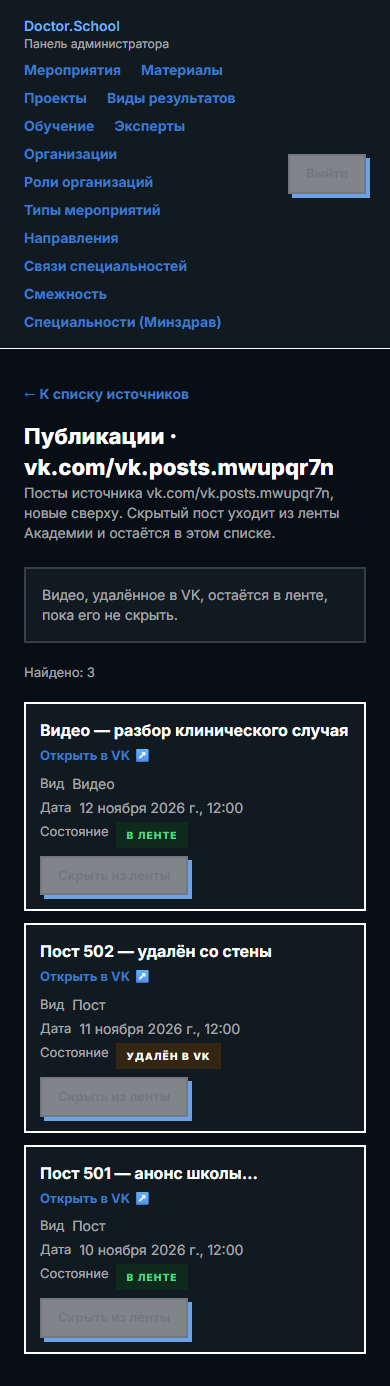 Doctor.School
Панель администратора
Мероприятия Материалы
Проекты Виды результатов
Обучение Эксперты
Организации
Роли организаций
Типы мероприятий
Направления
Связи специальностей
Смежность
Специальности (Минздрав)
Выйти
← К списку источников
Публикации ·
vk.com/vk.posts.mwupqr7n
Посты источника vk.com/vk.posts.mwupqr7n,
новые сверху. Скрытый пост уходит из ленты
Академии и остаётся в этом списке.
Видео, удалённое в VK, остаётся в ленте,
пока его не скрыть.
Найдено: 3
Видео — разбор клинического случая
Открыть в VK ↗
Вид Видео
Дата 12 ноября 2026 г., 12:00
Состояние В ЛЕНТЕ
Скрыть из ленты
Пост 502 — удалён со стены
Открыть в VK ↗
Вид Пост
Дата 11 ноября 2026 г., 12:00
Состояние УДАЛЁН В VK
Скрыть из ленты
Пост 501 — анонс школы…
Открыть в VK ↗
Вид Пост
Дата 10 ноября 2026 г., 12:00
Состояние В ЛЕНТЕ
Скрыть из ленты